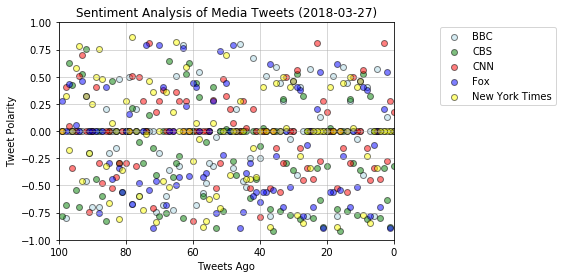 Sentiment Analysis of Media Tweets (2018-03-27)
1.00
0.75
0.50
0.25
0.00
−0.25
−0.50
−0.75
−1.00
Tweet Polarity
100
80
60
40
20
0
Tweets Ago
BBC
CBS
CNN
Fox
New York Times